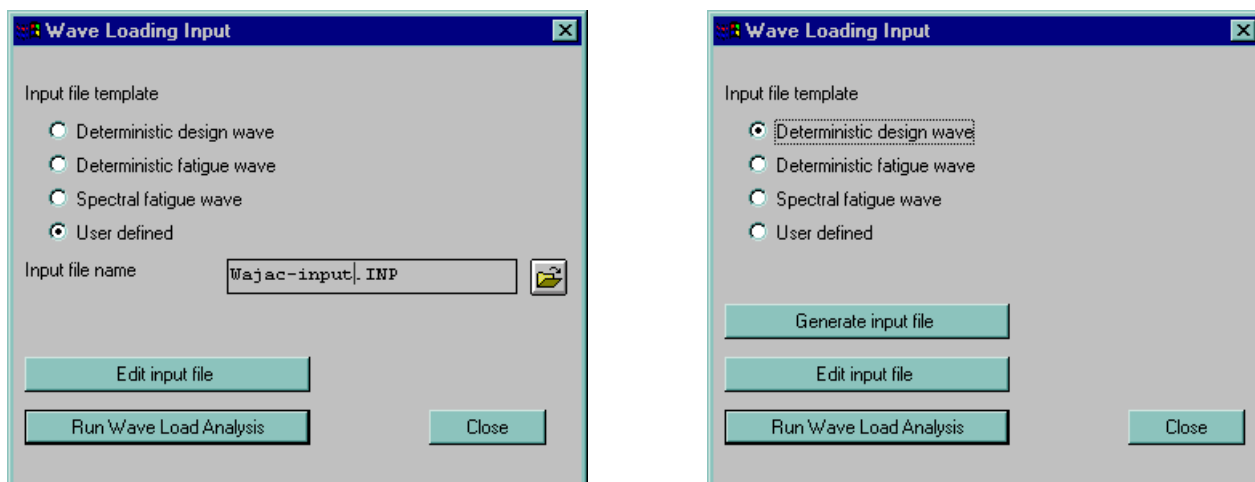 Wave Loading Input
Input file template
Deterministic design wave
Deterministic fatigue wave
Spectral fatigue wave
User defined
Input file name
Wajac-input.INP
Edit input file
Run Wave Load Analysis
Close
Wave Loading Input
Input file template
Deterministic design wave
Deterministic fatigue wave
Spectral fatigue wave
User defined
Generate input file
Edit input file
Run Wave Load Analysis
Close